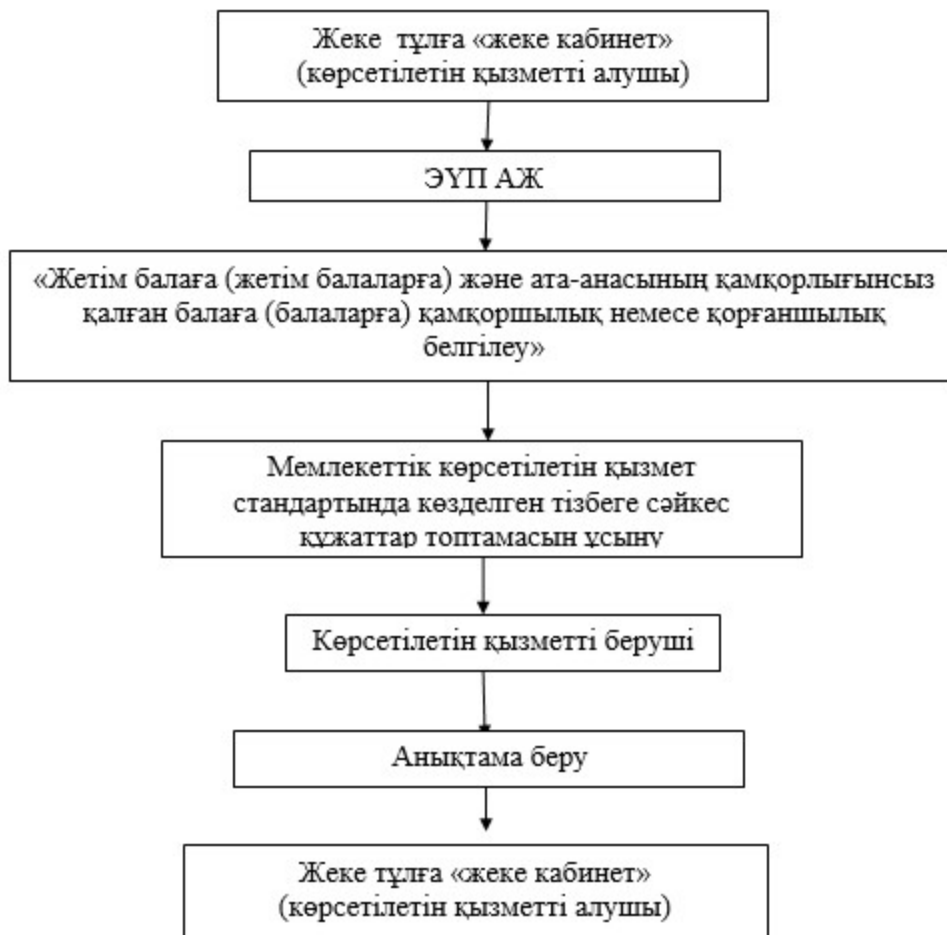 Жеке тұлға «жеке кабинет»
(көрсетілетін қызметті алушы)
ЭҮП АЖ
«Жетім балаға (жетім балаларға) және ата-анасының қамқорлығынсыз
қалған балаға (балаларға) қамқоршылық немесе қорғаншылық
белгілеу»
Мемлекеттік көрсетілетін қызмет
стандартында көзделген тізбеге сәйкес
құжаттар топтамасын ұсыну
Көрсетілетін қызметті беруші
Анықтама беру
Жеке тұлға «жеке кабинет»
(көрсетілетін қызметті алушы)